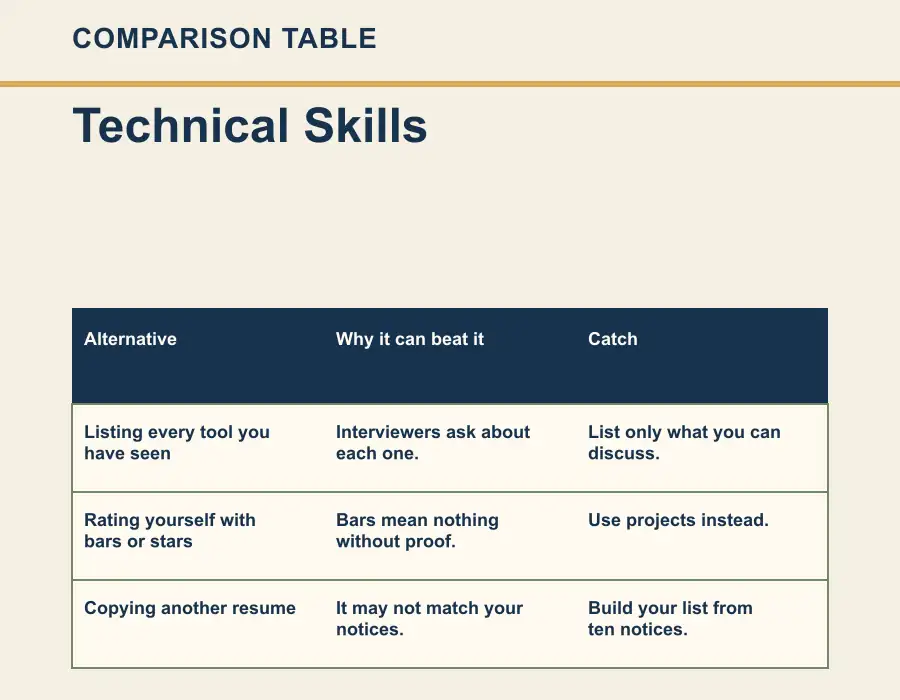 COMPARISON TABLE
Technical Skills
Alternative
Why it can beat it
Catch
Listing every tool you
have seen
Interviewers ask about
each one.
List only what you can
discuss.
Rating yourself with
bars or stars
Bars mean nothing
without proof.
Use projects instead.
Copying another resume
It may not match your
notices.
Build your list from
ten notices.